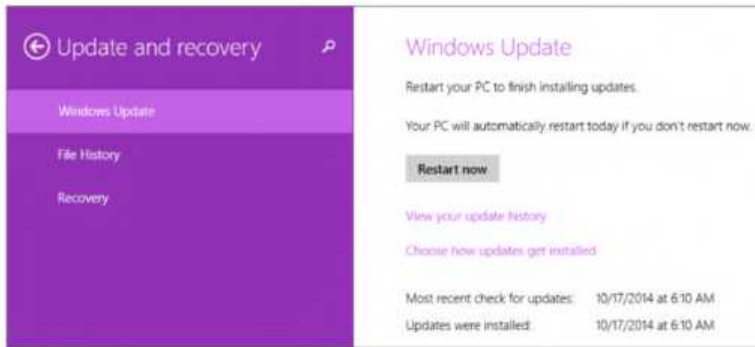 Update and recovery
Windows Update
File History
Recovery
Windows Update
Restart your PC to finish installing updates.
Your PC will automatically restart today if you don't restart now.
Restart now
View your update history
Choose how updates get installed
Most recent check for updates: 10/17/2014 at 6:10 AM
Updates were installed: 10/17/2014 at 6:10 AM